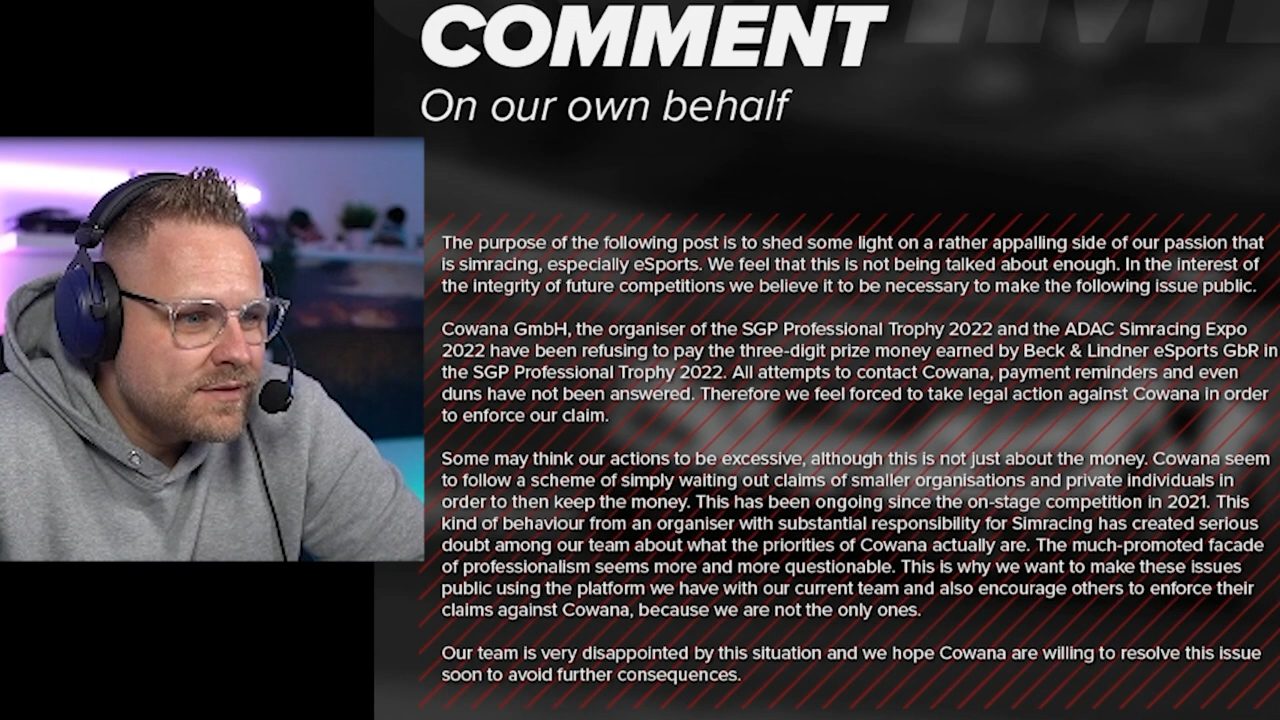 COMMENT
On our own behalf
The purpose of the following post is to shed some light on a rather appalling side of our passion that
is simracing, especially eSports. We feel that this is not being talked about enough. In the interest of
the integrity of future competitions we believe it to be necessary to make the following issue public.
Cowana GmbH, the organiser of the SGP Professional Trophy 2022 and the ADAC Simracing Expo
2022 have been refusing to pay the three-digit prize money earned by Beck & Lindner eSports GbR in
the SGP Professional Trophy 2022. All attempts to contact Cowana, payment reminders and even
duns have not been answered. Therefore we feel forced to take legal action against Cowana in order
to enforce our claim.
Some may think our actions to be excessive, although this is not just about the money. Cowana seem
to follow a scheme of simply waiting out claims of smaller organisations and private individuals in
order to then keep the money. This has been ongoing since the on-stage competition in 2021. This
kind of behaviour from an organiser with substantial responsibility for Simracing has created serious
doubt among our team about what the priorities of Cowana actually are. The much-promoted facade
of professionalism seems more and more questionable. This is why we want to make these issues
public using the platform we have with our current team and also encourage others to enforce their
claims against Cowana, because we are not the only ones.
Our team is very disappointed by this situation and we hope Cowana are willing to resolve this issue
soon to avoid further consequences.